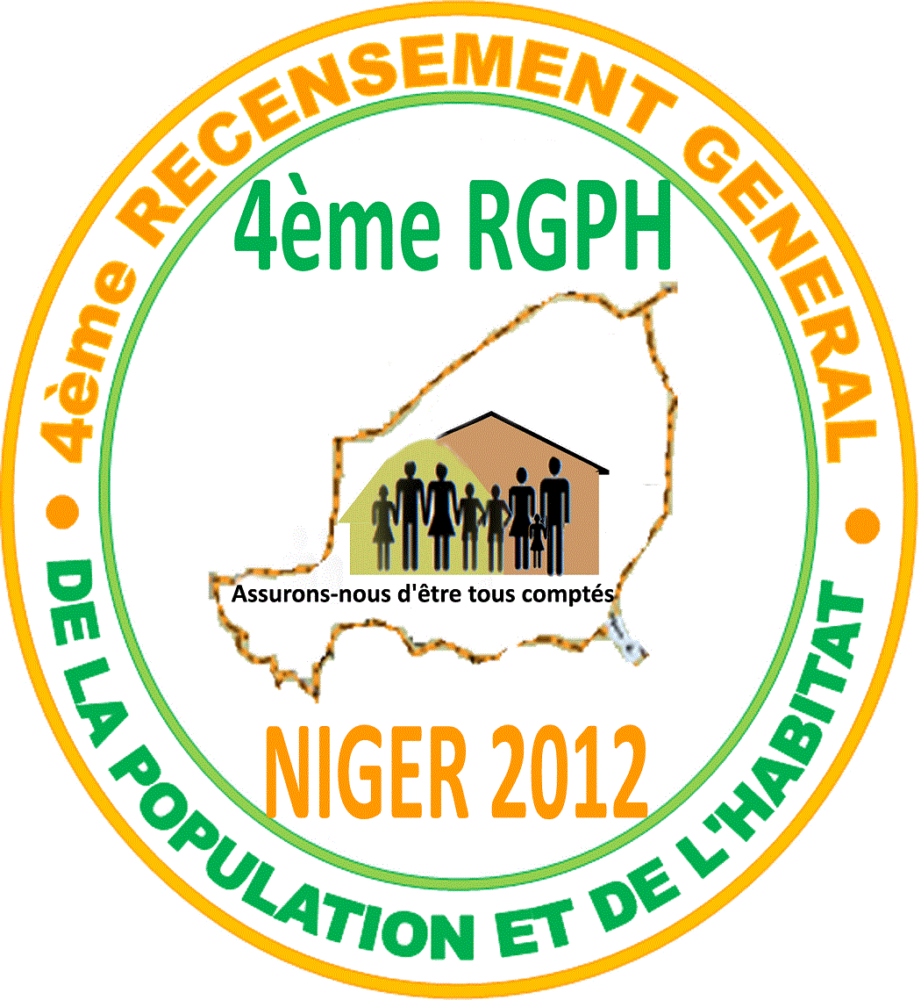 4ème RECENSEMENT GENERAL
DE LA POPULATION ET DE L'HABITAT
4ème RGPH
Assurons-nous d'être tous comptés
NIGER 2012